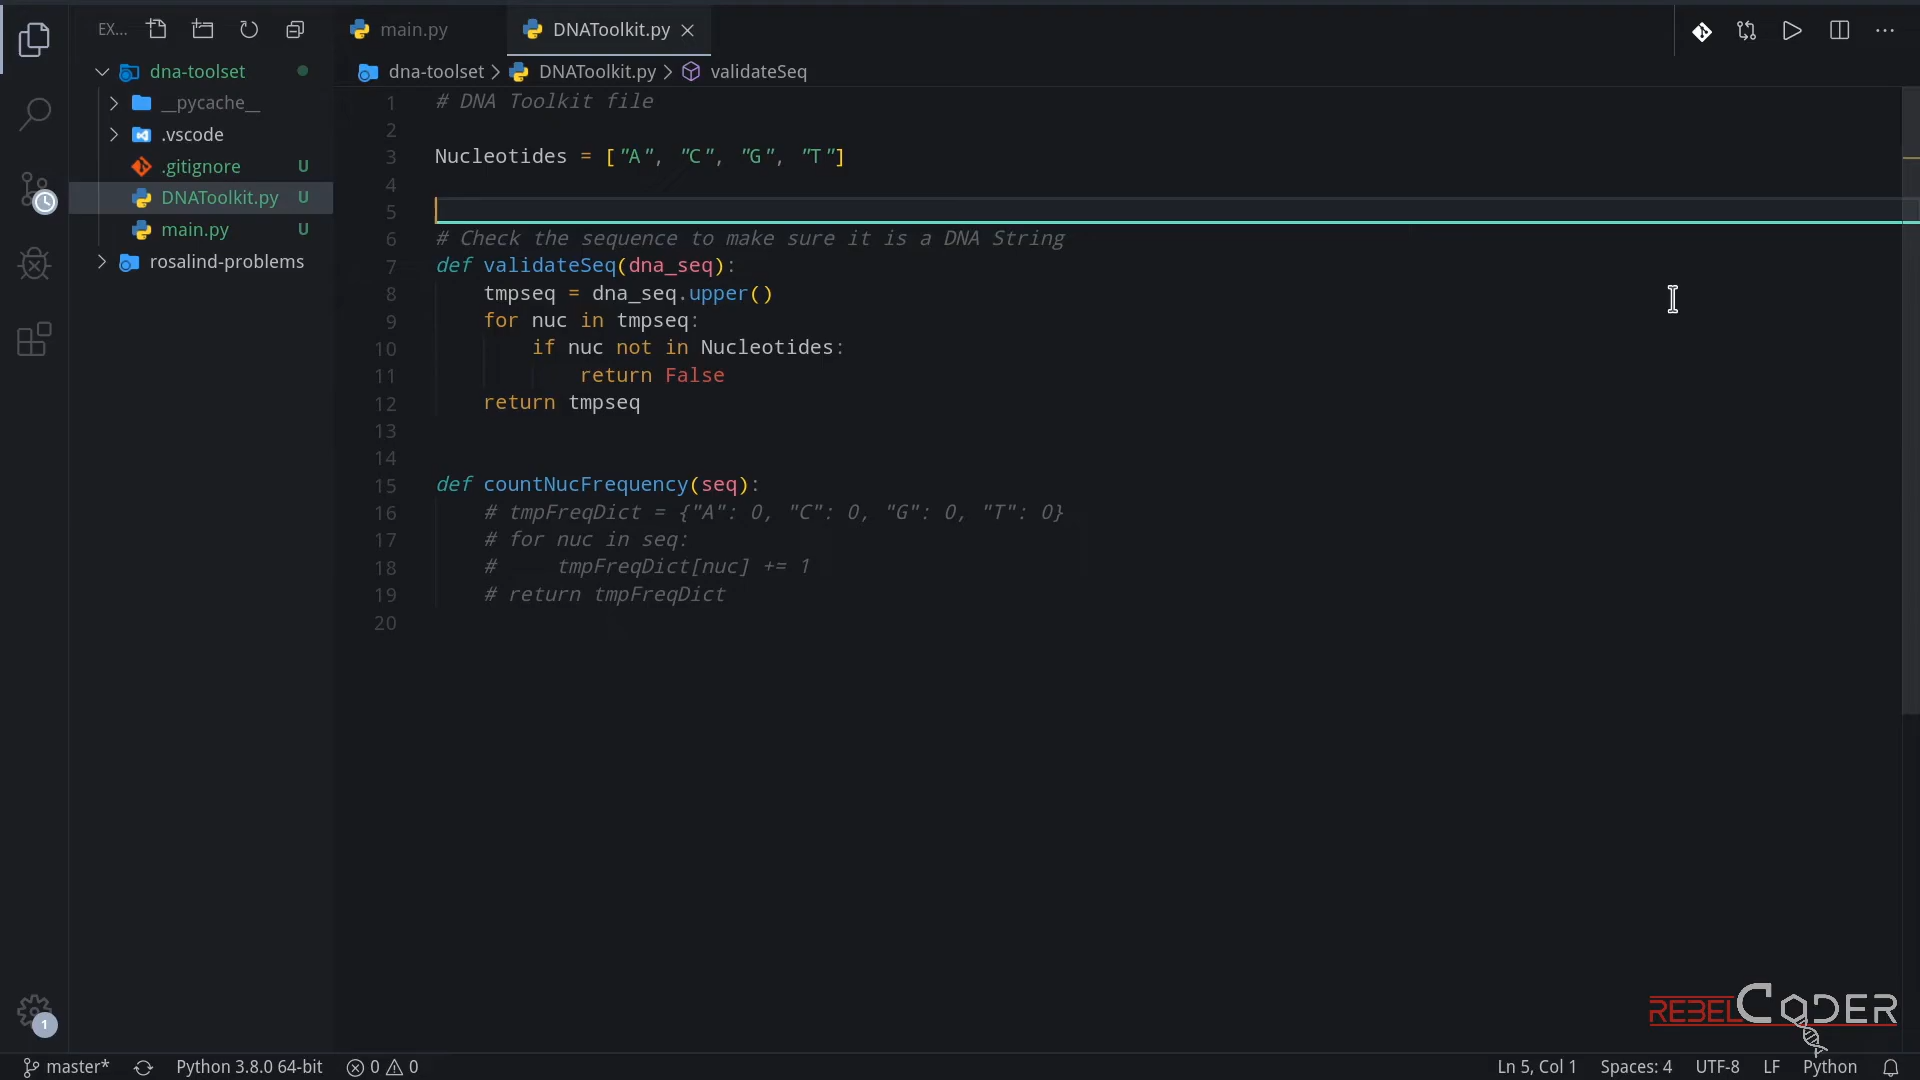 EX...
main.py
DNAToolkit.py
dna-toolset
dna-toolset > DNAToolkit.py > validateSeq
__pycache__
.vscode
.gitignore U
DNAToolkit.py U
main.py U
rosalind-problems
1 # DNA Toolkit file
2
3 Nucleotides = ["A", "C", "G", "T"]
4
5
6 # Check the sequence to make sure it is a DNA String
7 def validateSeq(dna_seq):
8 tmpseq = dna_seq.upper()
9 for nuc in tmpseq:
10 if nuc not in Nucleotides:
11 return False
12 return tmpseq
13
14
15 def countNucFrequency(seq):
16 # tmpFreqDict = {"A": 0, "C": 0, "G": 0, "T": 0}
17 # for nuc in seq:
18 # tmpFreqDict[nuc] += 1
19 # return tmpFreqDict
20
REBELCODER
1
master* Python 3.8.0 64-bit 0 0 Ln 5, Col 1 Spaces: 4 UTF-8 LF Python